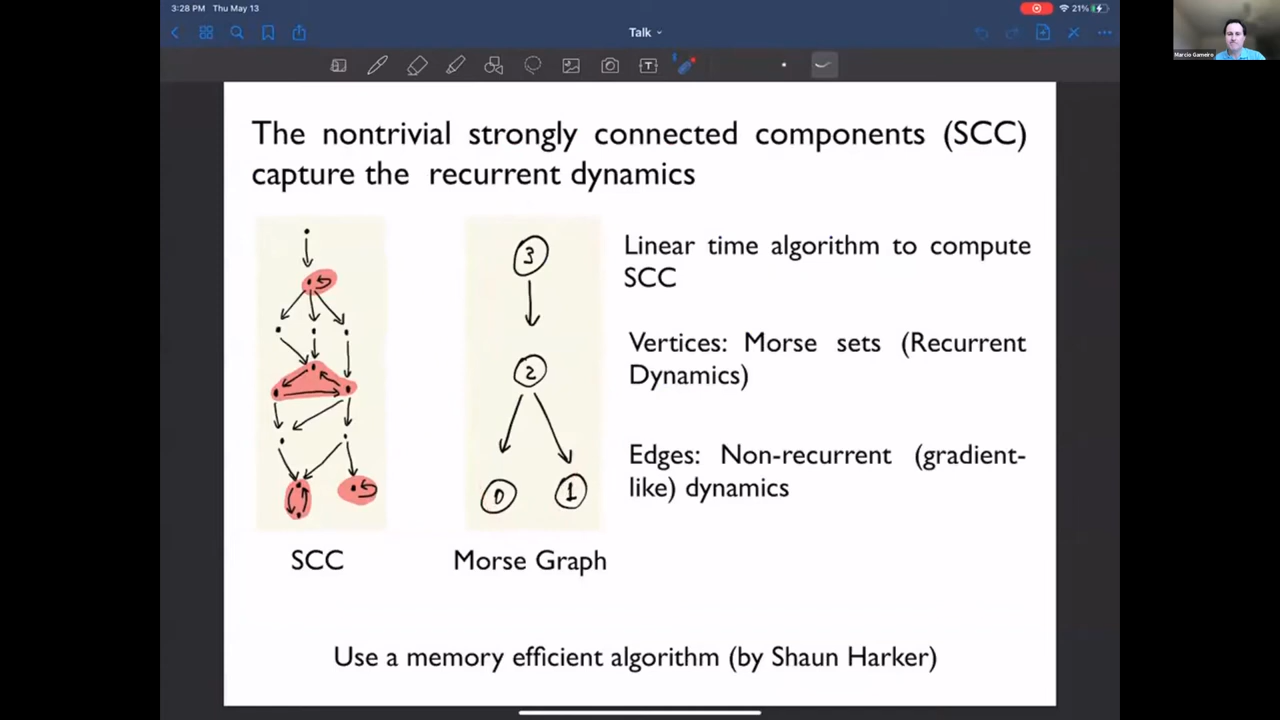 3:28 PM Thu May 13
21%
Talk
Marcio Gameiro
The nontrivial strongly connected components (SCC)
capture the recurrent dynamics
3
2
0
1
Linear time algorithm to compute
SCC
Vertices: Morse sets (Recurrent
Dynamics)
Edges: Non-recurrent (gradient-
like) dynamics
SCC
Morse Graph
Use a memory efficient algorithm (by Shaun Harker)